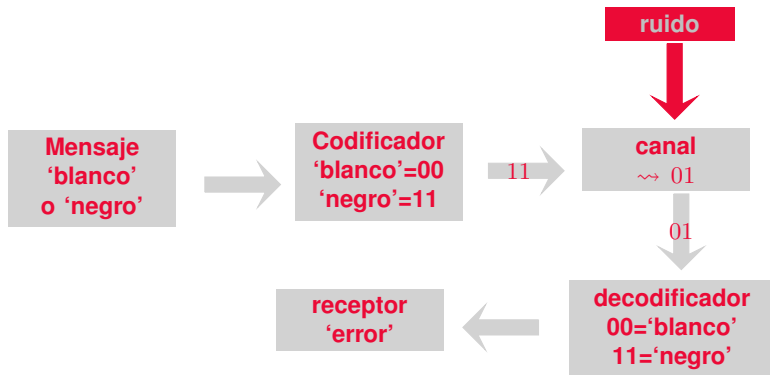 ruido
Mensaje
‘blanco’
o ‘negro’
Codificador
‘blanco’=00
‘negro’=11
11
canal
⇝ 01
01
decodificador
00=‘blanco’
11=‘negro’
receptor
‘error’